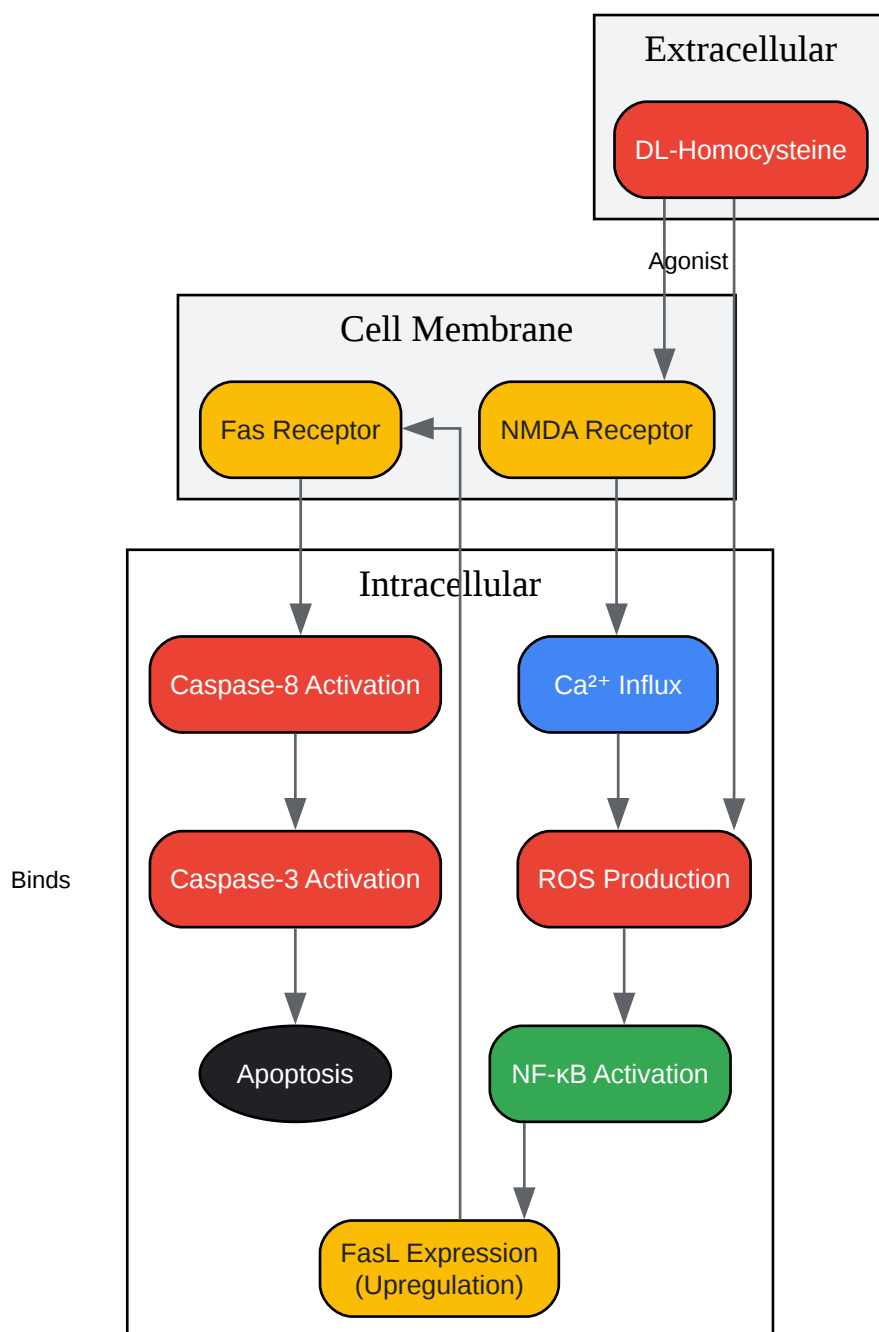 Extracellular
DL-Homocysteine
Agonist
Cell Membrane
Fas Receptor
NMDA Receptor
Intracellular
Caspase-8 Activation
Ca²⁺ Influx
Binds
Caspase-3 Activation
ROS Production
Apoptosis
NF-κB Activation
FasL Expression
(Upregulation)